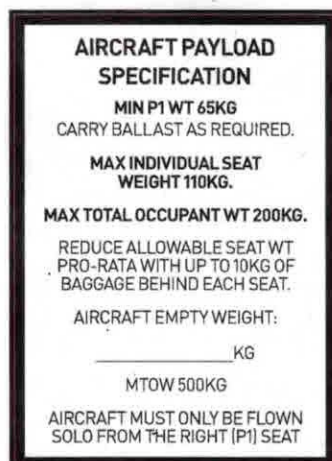 AIRCRAFT PAYLOAD
SPECIFICATION
MIN P1 WT 65KG
CARRY BALLAST AS REQUIRED.
MAX INDIVIDUAL SEAT
WEIGHT 110KG.
MAX TOTAL OCCUPANT WT 200KG.
REDUCE ALLOWABLE SEAT WT
PRO-RATA WITH UP TO 10KG OF
BAGGAGE BEHIND EACH SEAT.
AIRCRAFT EMPTY WEIGHT:
______________KG
MTOW 500KG
AIRCRAFT MUST ONLY BE FLOWN
SOLO FROM THE RIGHT (P1) SEAT